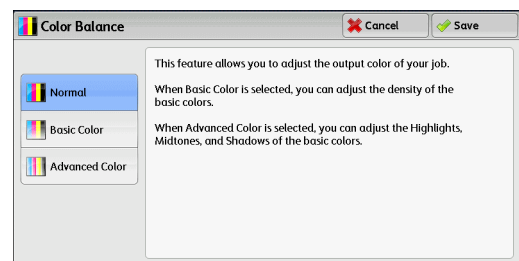 Color Balance
Cancel
Save
Normal
Basic Color
Advanced Color
This feature allows you to adjust the output color of your job.
When Basic Color is selected, you can adjust the density of the
basic colors.
When Advanced Color is selected, you can adjust the Highlights,
Midtones, and Shadows of the basic colors.